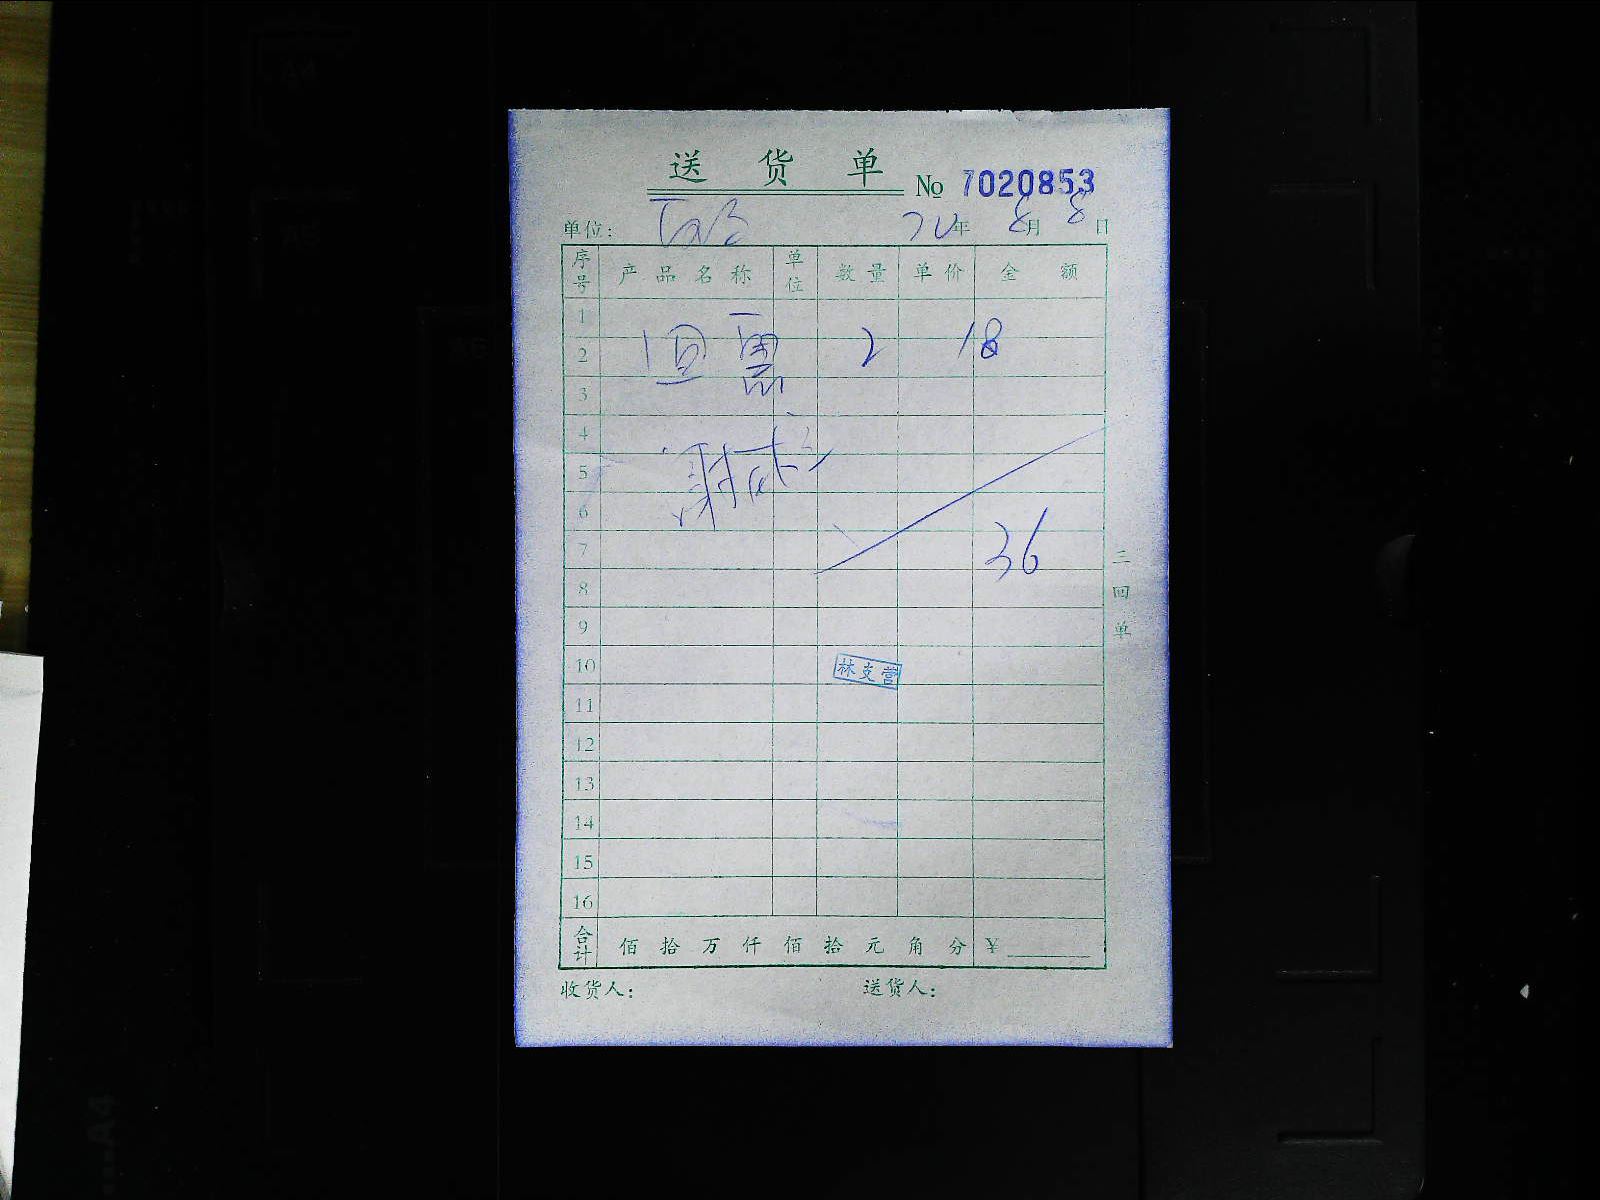 送货单 No 7020853
单位: 年 8月 8日
序号 产品名称 单位 数量 单价 金额
1
2 2 18
3
4
5
6
7 36
8
9
10 林支营
11
12
13
14
15
16
合计 佰拾万仟佰拾元角分 ¥
收货人: 送货人:
三回单